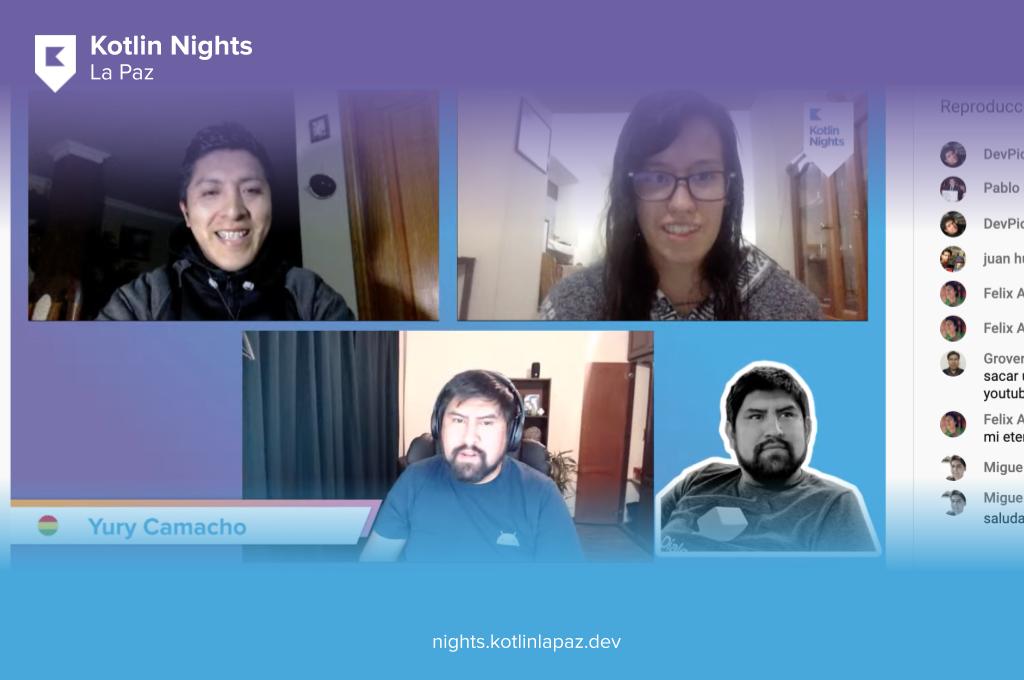 Kotlin Nights
La Paz
Kotlin
Nights
Reproducc
DevPic
Pablo
DevPic
juan hu
Felix A
Felix A
Grover
sacar u
youtub
Felix A
mi eter
Migue
Migue
saluda
Yury Camacho
nights.kotlinlapaz.dev